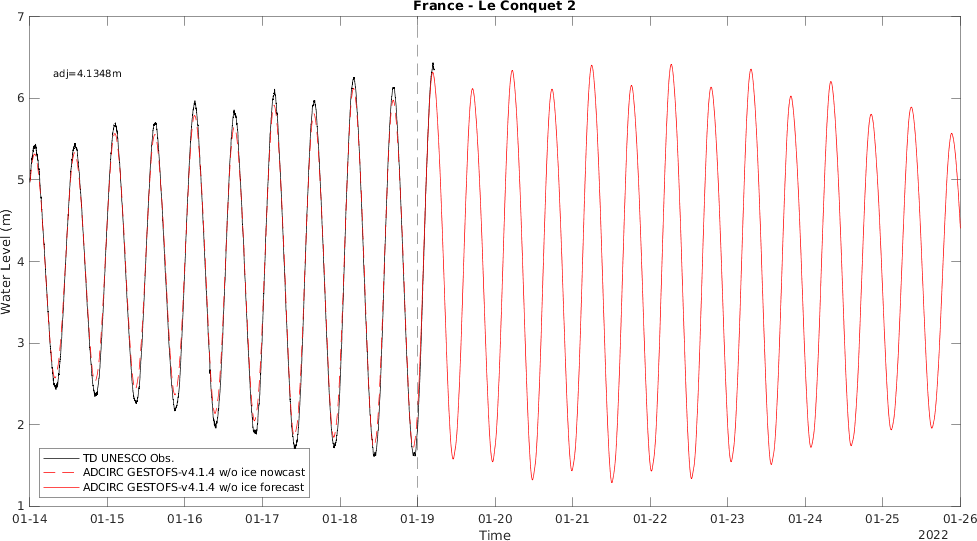 France - Le Conquet 2
adj=4.1348m
Water Level (m)
7
6
5
4
3
2
1
TD UNESCO Obs.
ADCIRC GESTOFS-v4.1.4 w/o ice nowcast
ADCIRC GESTOFS-v4.1.4 w/o ice forecast
01-14 01-15 01-16 01-17 01-18 01-19 01-20 01-21 01-22 01-23 01-24 01-25 01-26
Time
2022